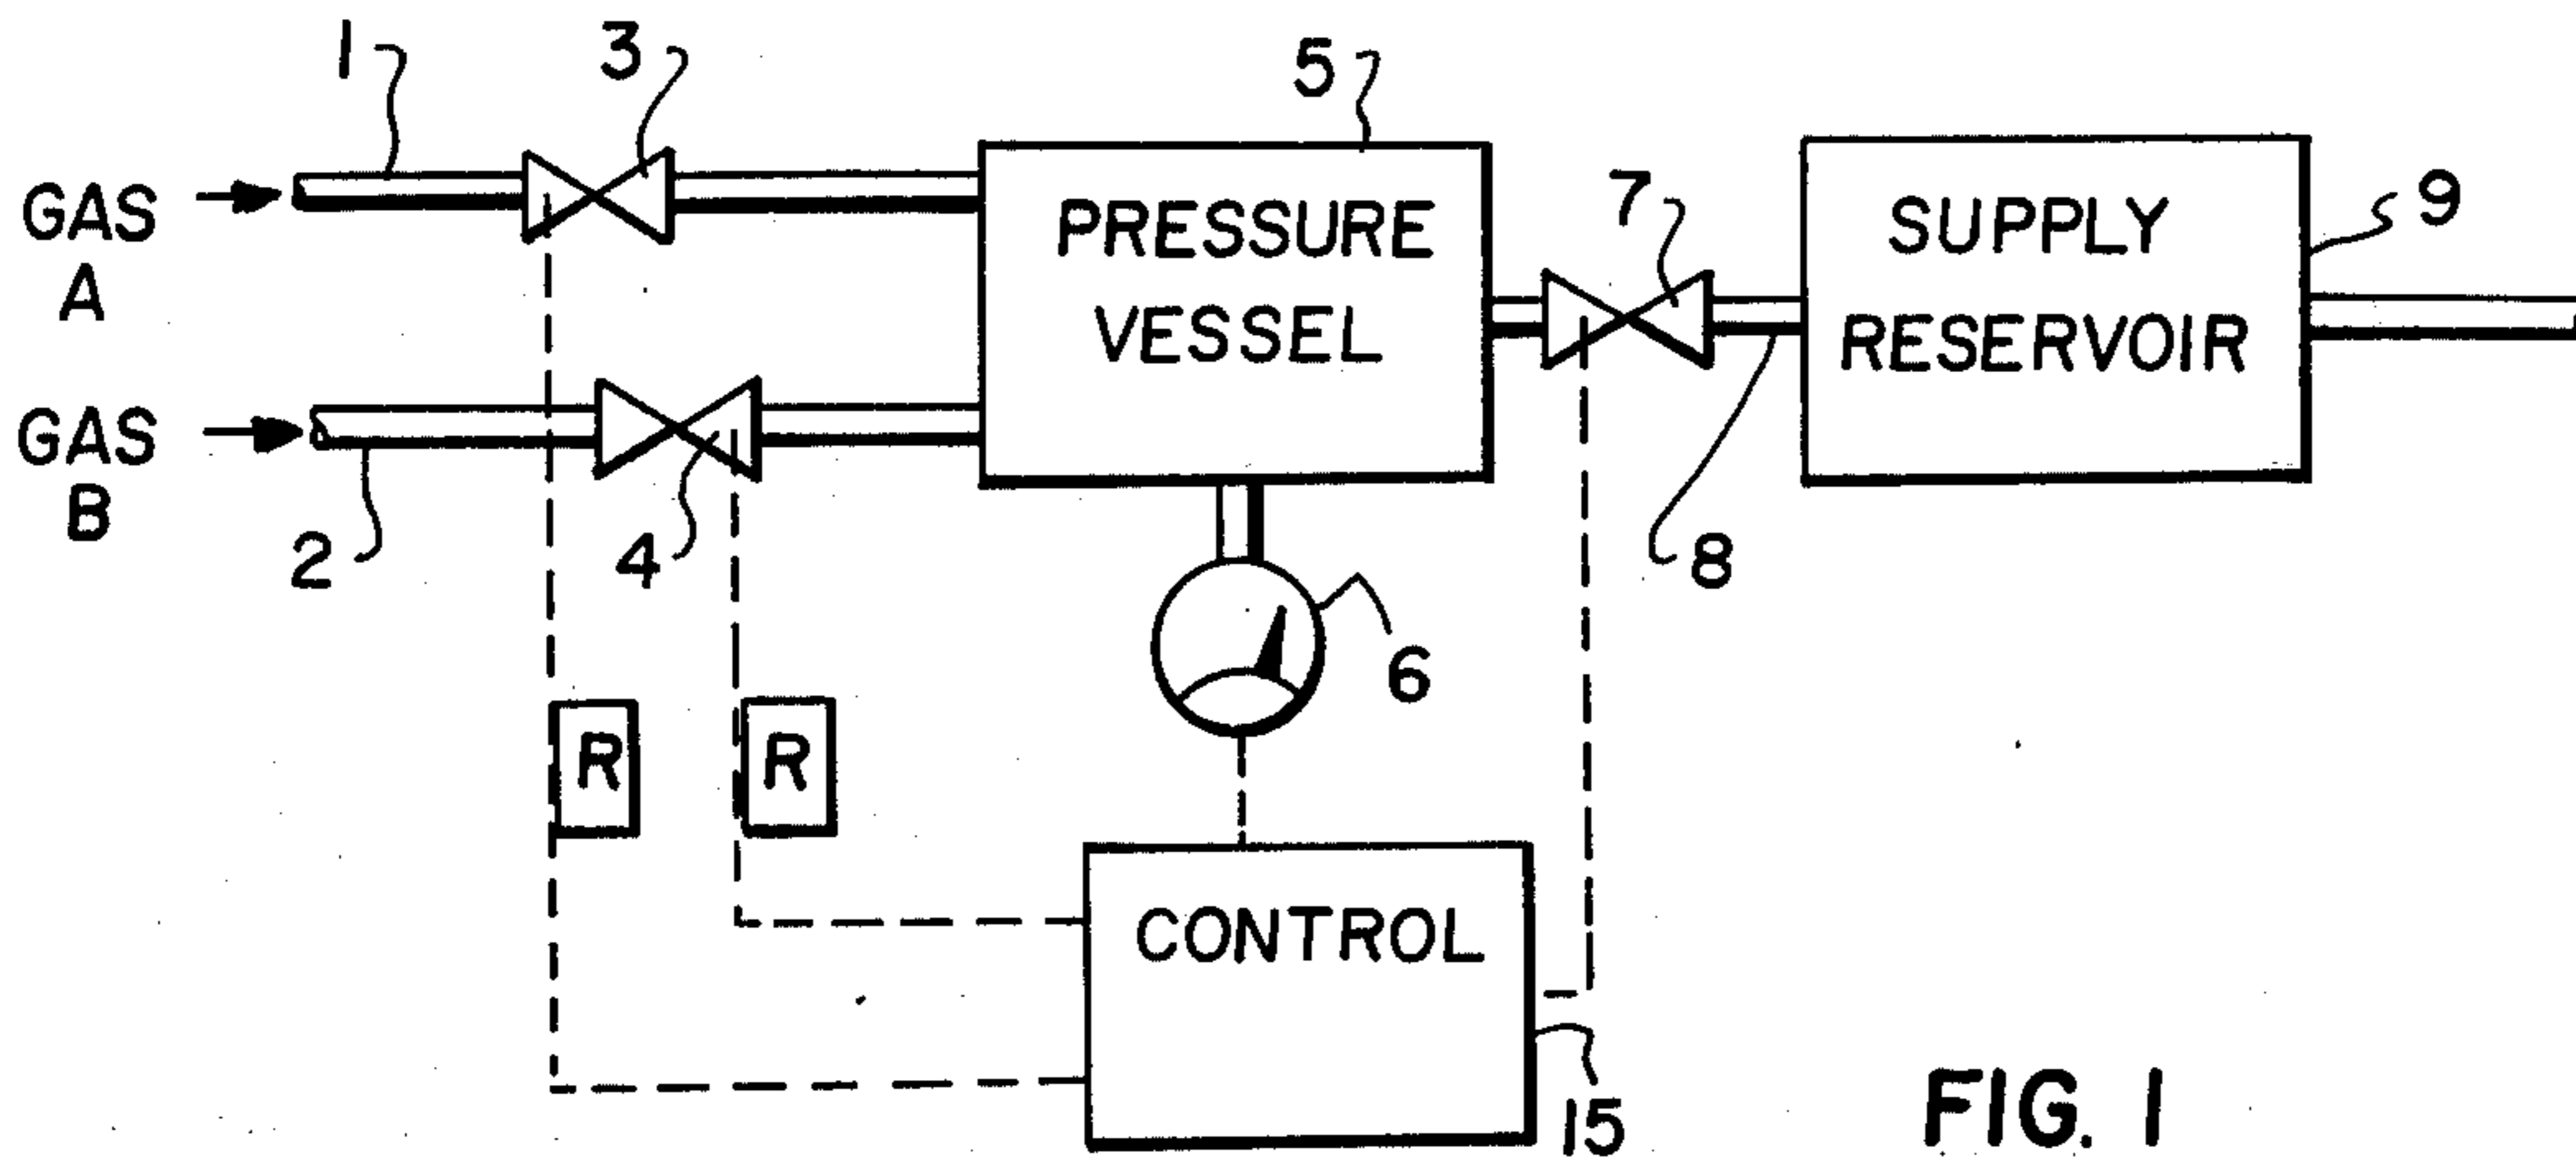 1
3
5
GAS
A
PRESSURE
VESSEL
7
SUPPLY
RESERVOIR
9
GAS
B
2
4
8
6
R
R
CONTROL
15
FIG. 1